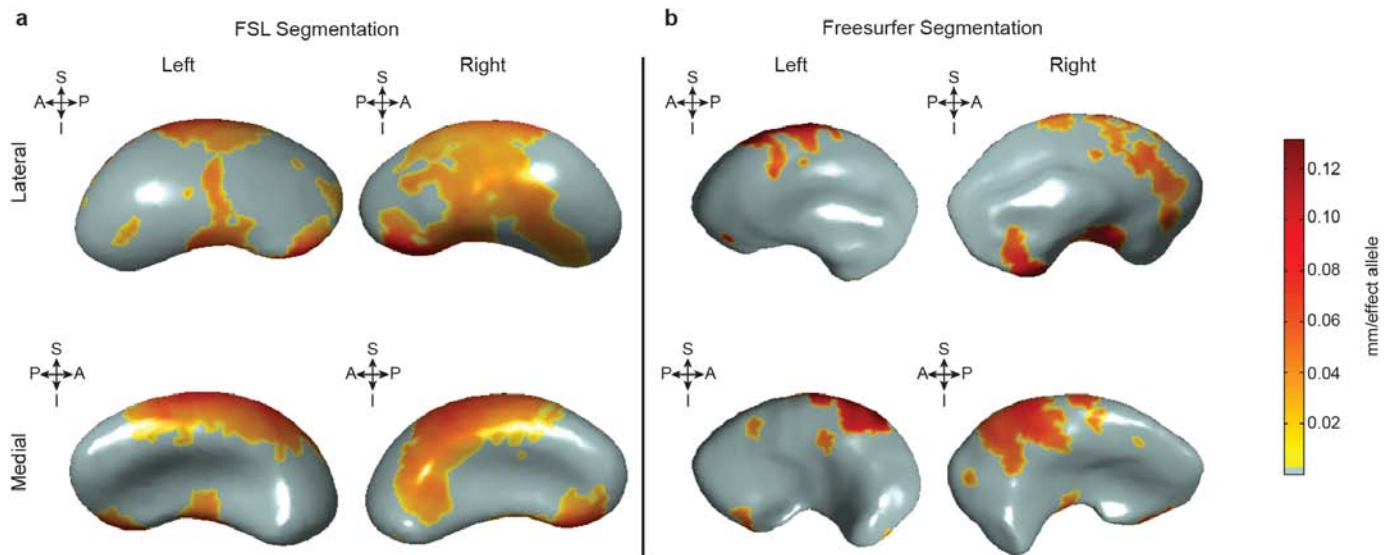 a
FSL Segmentation
b
Freesurfer Segmentation
Left
Right
Left
Right
S
A P
I
S
P A
I
S
A P
I
S
P A
I
Lateral
0.12
0.10
0.08
0.06
0.04
0.02
mm/effect allele
S
P A
I
S
A P
I
S
P A
I
S
A P
I
Medial